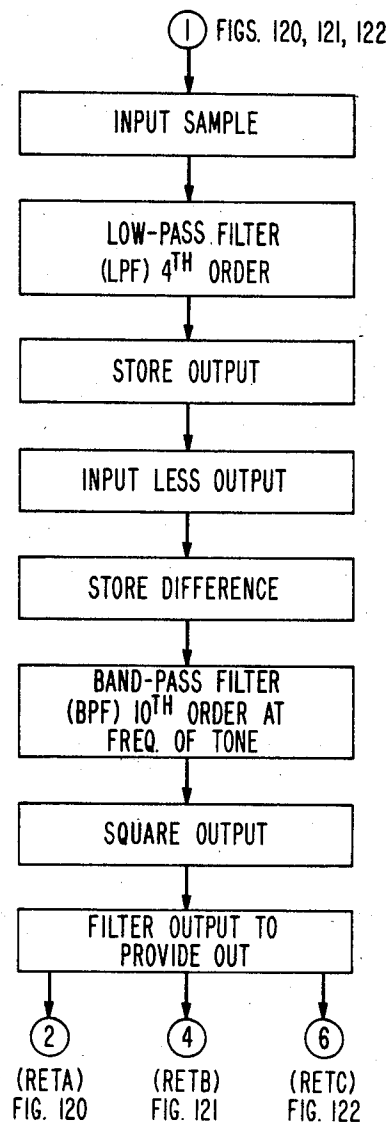 1 FIGS. 120, 121, 122
INPUT SAMPLE
LOW-PASS FILTER
(LPF) 4TH ORDER
STORE OUTPUT
INPUT LESS OUTPUT
STORE DIFFERENCE
BAND-PASS FILTER
(BPF) 10TH ORDER AT
FREQ. OF TONE
SQUARE OUTPUT
FILTER OUTPUT TO
PROVIDE OUT
2 4 6
(RETA) (RETB) (RETC)
FIG. 120 FIG. 121 FIG. 122